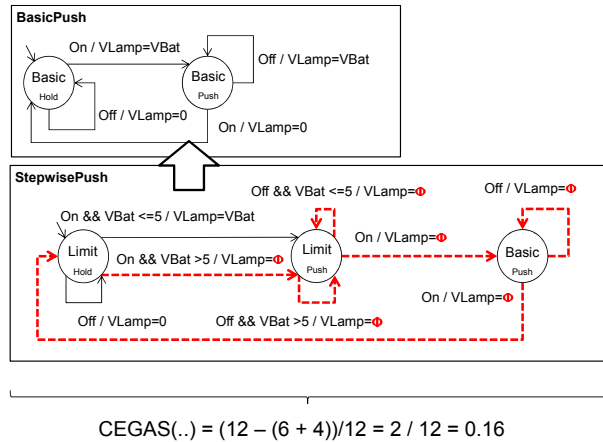 BasicPush
On / VLamp=VBat
Off / VLamp=VBat
Basic
Hold
Basic
Push
Off / VLamp=0
On / VLamp=0
StepwisePush
Off && VBat <=5 / VLamp=Φ
Off / VLamp=Φ
On && VBat <=5 / VLamp=VBat
On / VLamp=Φ
Limit
Hold
Limit
Push
Basic
Push
On && VBat >5 / VLamp=Φ
On / VLamp=Φ
Off / VLamp=0
Off && VBat >5 / VLamp=Φ
CEGAS(..) = (12 – (6 + 4))/12 = 2 / 12 = 0.16